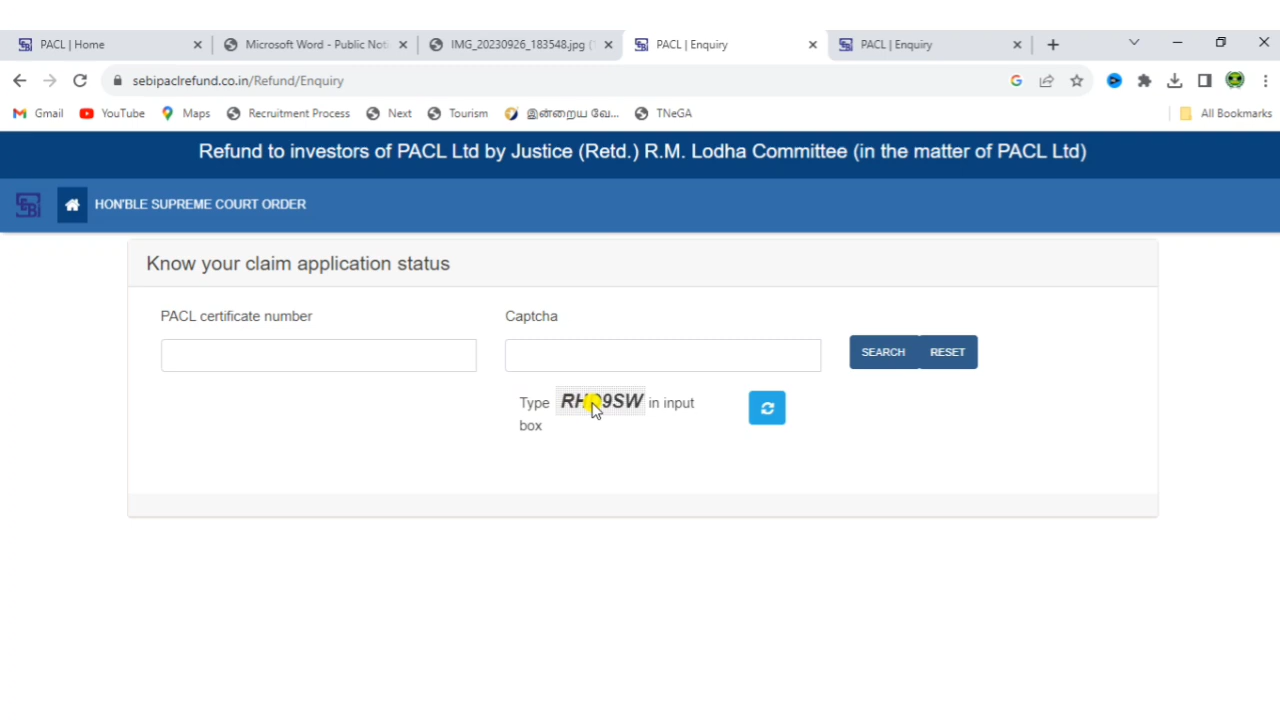 PACL | Home
Microsoft Word - Public Noti
IMG_20230926_183548.jpg (
PACL | Enquiry
PACL | Enquiry
sebipaclrefund.co.in/Refund/Enquiry
Gmail
YouTube
Maps
Recruitment Process
Next
Tourism
இன்றைய வே...
TNeGA
All Bookmarks
Refund to investors of PACL Ltd by Justice (Retd.) R.M. Lodha Committee (in the matter of PACL Ltd)
SEBI
HON'BLE SUPREME COURT ORDER
Know your claim application status
PACL certificate number
Captcha
SEARCH
RESET
Type
in input
box